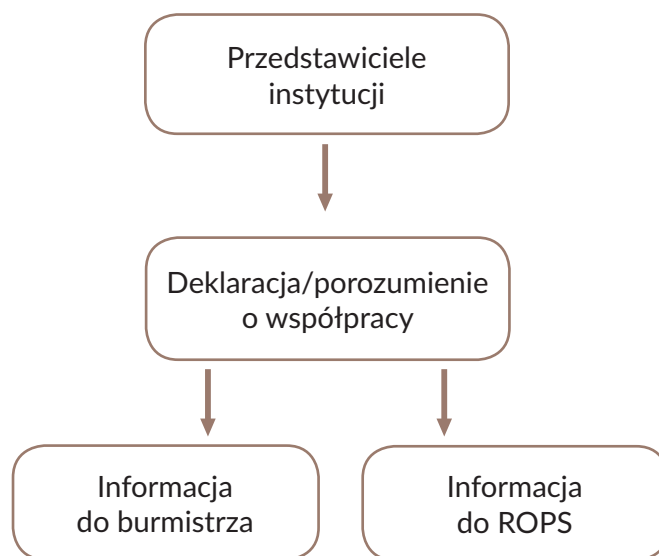 Przedstawiciele
instytucji
Deklaracja/porozumienie
o współpracy
Informacja
do burmistrza
Informacja
do ROPS